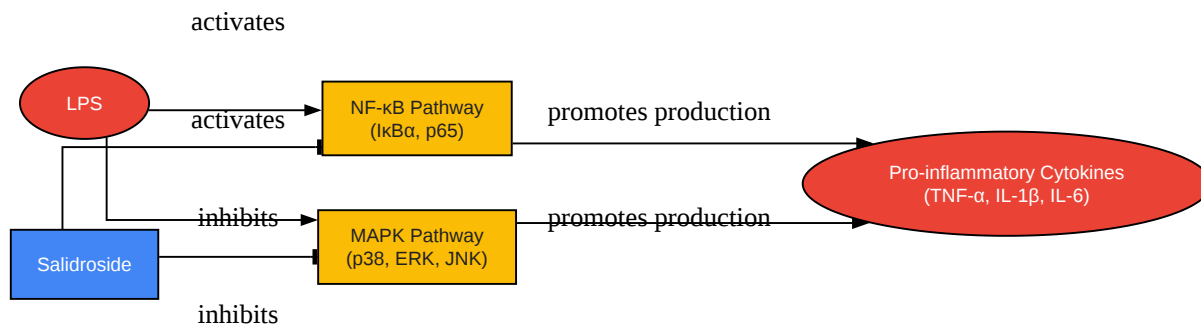 activates
LPS
NF-κB Pathway
(IκBα, p65)
activates
promotes production
Pro-inflammatory Cytokines
(TNF-α, IL-1β, IL-6)
inhibits
promotes production
MAPK Pathway
(p38, ERK, JNK)
Salidroside
inhibits